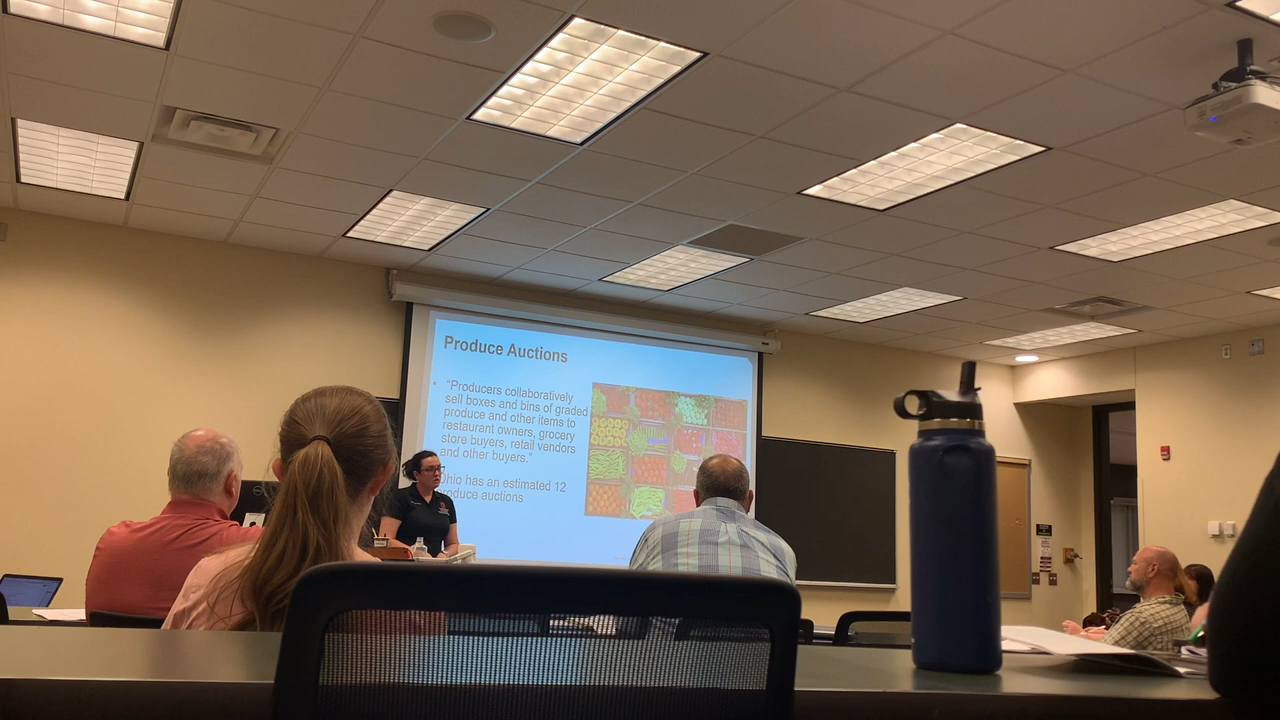 Produce Auctions
• "Producers collaboratively
sell boxes and bins of graded
produce and other items to
restaurant owners, grocery
store buyers, retail vendors
and other buyers."
Ohio has an estimated 12
produce auctions